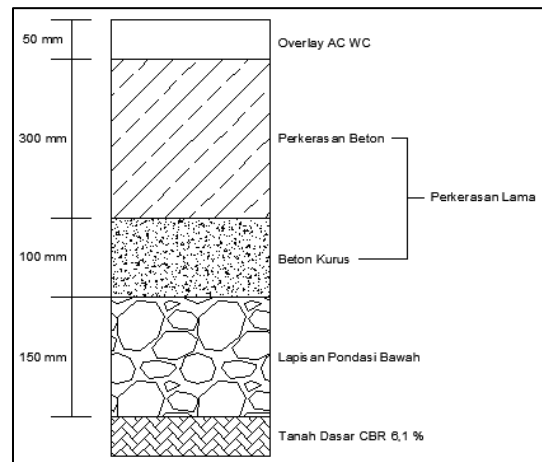 50 mm
Overlay AC WC
300 mm
Perkerasan Beton
Perkerasan Lama
100 mm
Beton Kurus
150 mm
Lapisan Pondasi Bawah
Tanah Dasar CBR 6,1 %